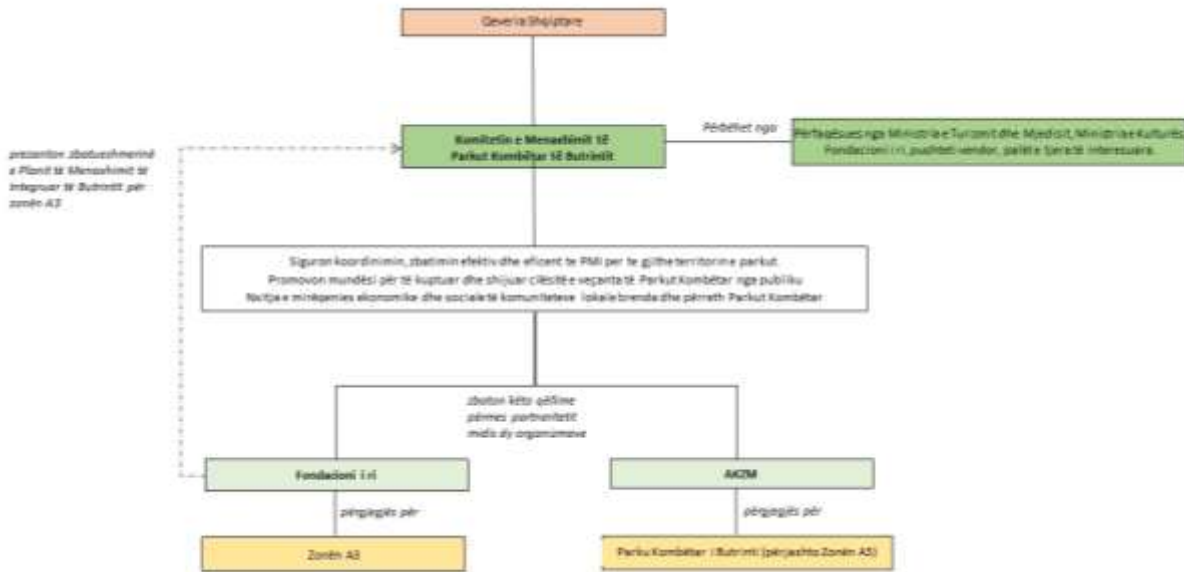 Qeveria Shqiptare
Komitetin e Menaxhimit të
Parkut Kombëtar të Butrintit
Përbëhet nga
Përfaqësues nga Ministria e Turizmit dhe Mjedisit, Ministria e Kulturës,
Fondacioni i ri, pushteti vendor, palët e tjera të interesuara.
prezanton zbatueshmerinë
e Planit të Menaxhimit të
Integruar të Butrintit për
zonën A3
Siguron koordinimin, zbatimin efektiv dhe eficent te PMI per te gjithe territorin e parkut
Promovon mundësi për të kuptuar dhe shijuar cilësitë e veçanta të Parkut Kombëtar nga publiku
Nxitja e mirëqenies ekonomike dhe sociale të komuniteteve lokale brenda dhe përreth Parkut Kombëtar
zbaton këto qëllime
përmes partneritetit
midis dy organizmave
Fondacioni i ri
AKZM
përgjegjës për
përgjegjës për
Zonën A3
Parku Kombëtar i Butrinti (përjashto Zonën A3)